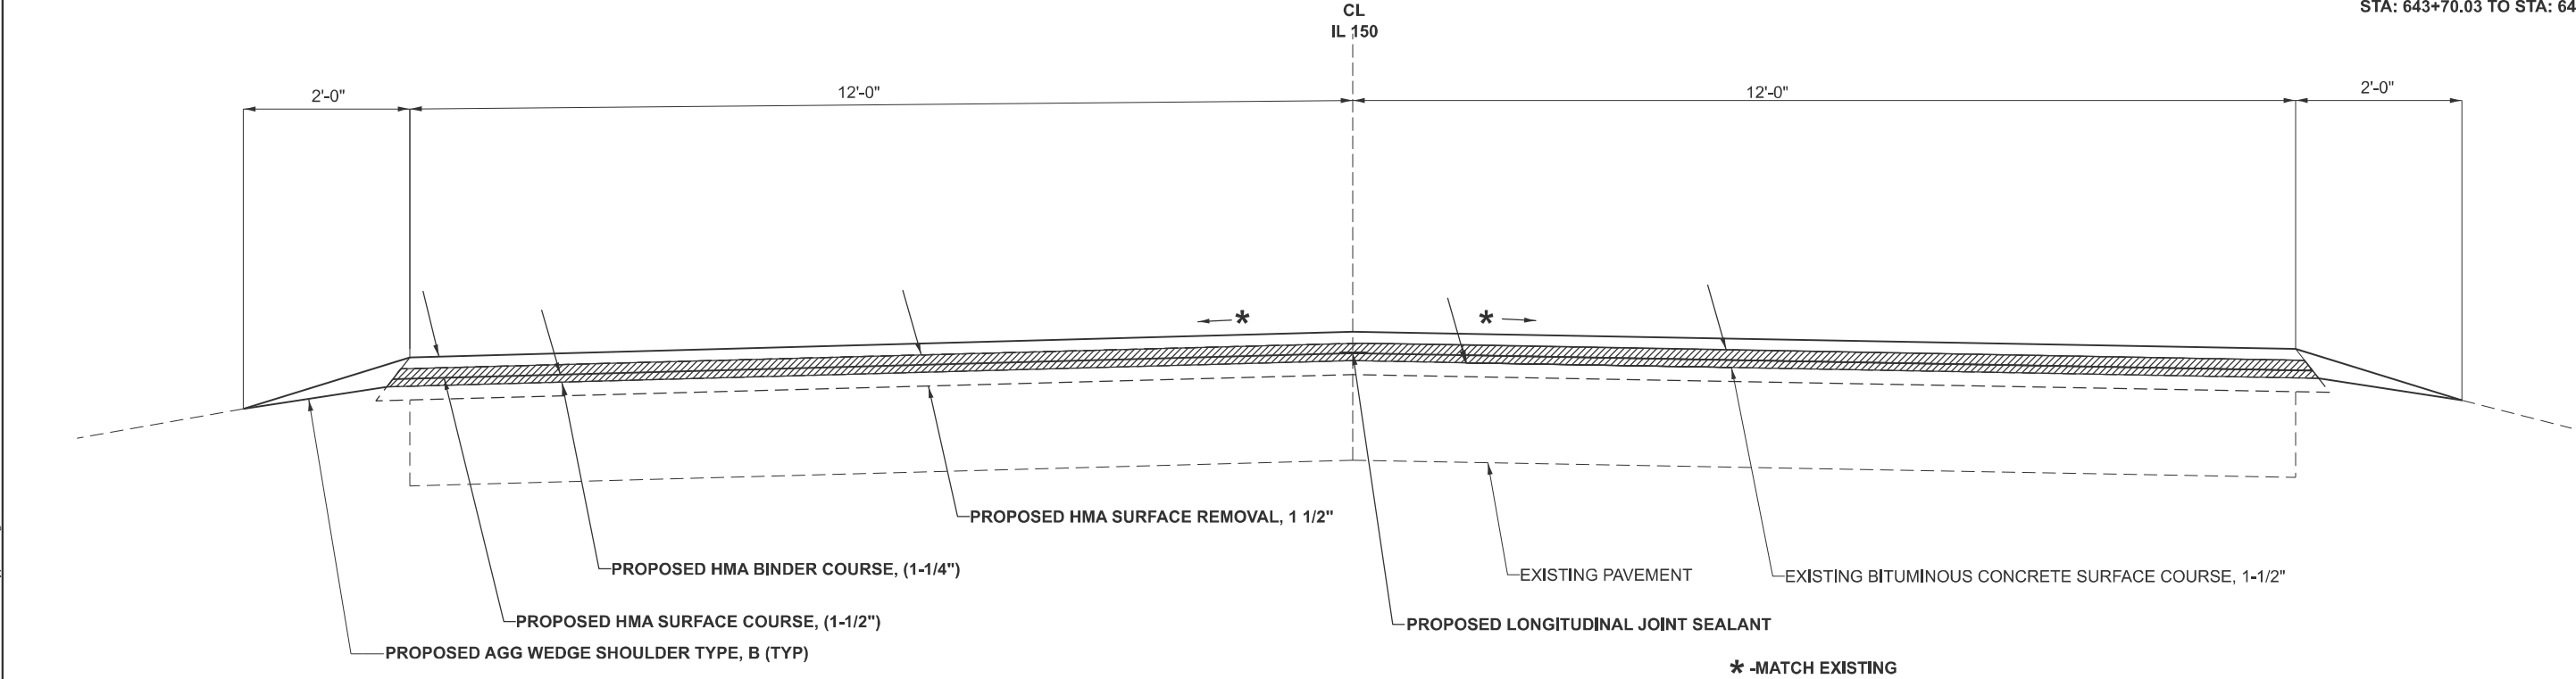 CL
IL 150
STA: 643+70.03 TO STA: 64
2'-0"
12'-0"
12'-0"
2'-0"
*
*
PROPOSED HMA SURFACE REMOVAL, 1 1/2"
PROPOSED HMA BINDER COURSE, (1-1/4")
EXISTING PAVEMENT
EXISTING BITUMINOUS CONCRETE SURFACE COURSE, 1-1/2"
PROPOSED HMA SURFACE COURSE, (1-1/2")
PROPOSED LONGITUDINAL JOINT SEALANT
PROPOSED AGG WEDGE SHOULDER TYPE, B (TYP)
* -MATCH EXISTING